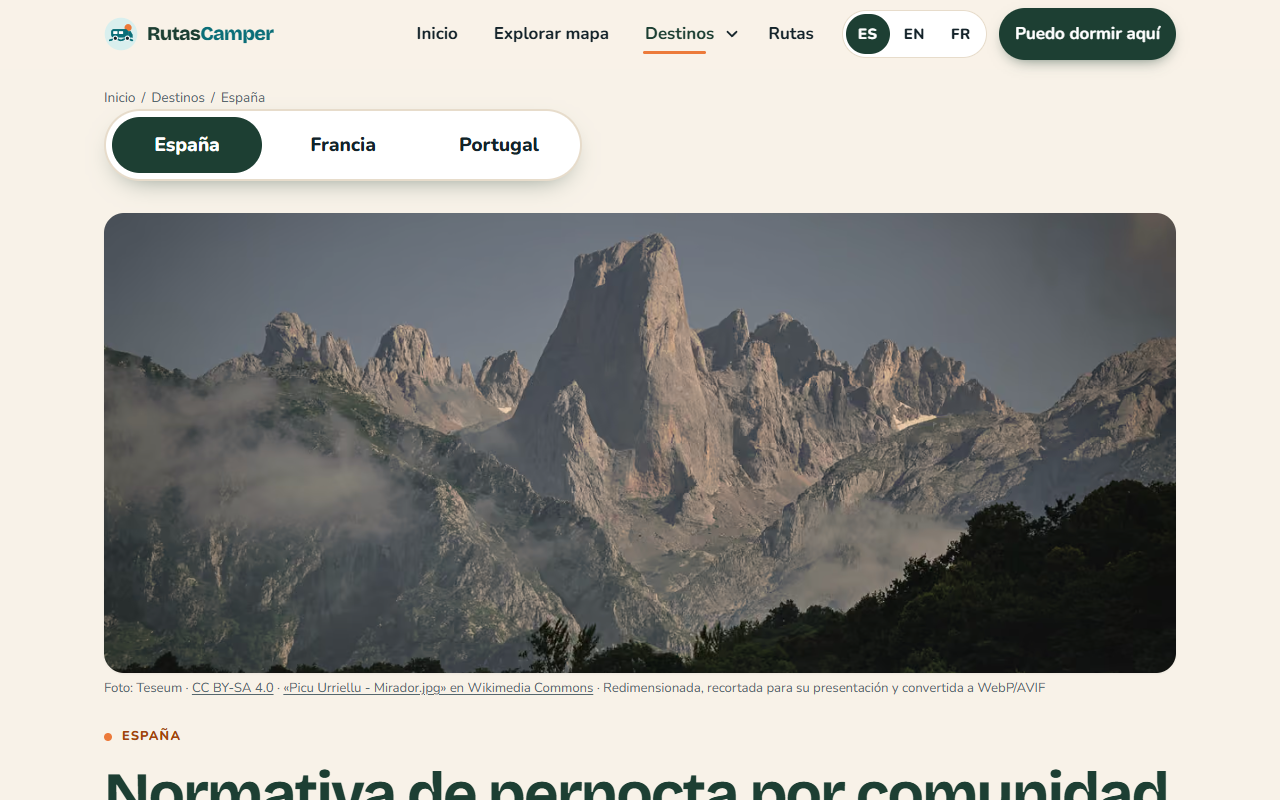 RutasCamper
Inicio Explorar mapa Destinos Rutas ES EN FR Puedo dormir aquí
Inicio / Destinos / España
España Francia Portugal
Foto: Teseum · CC BY-SA 4.0 · «Picu Urriellu - Mirador.jpg» en Wikimedia Commons · Redimensionada, recortada para su presentación y convertida a WebP/AVIF
ESPAÑA
Normativa de pernocta por comunidad